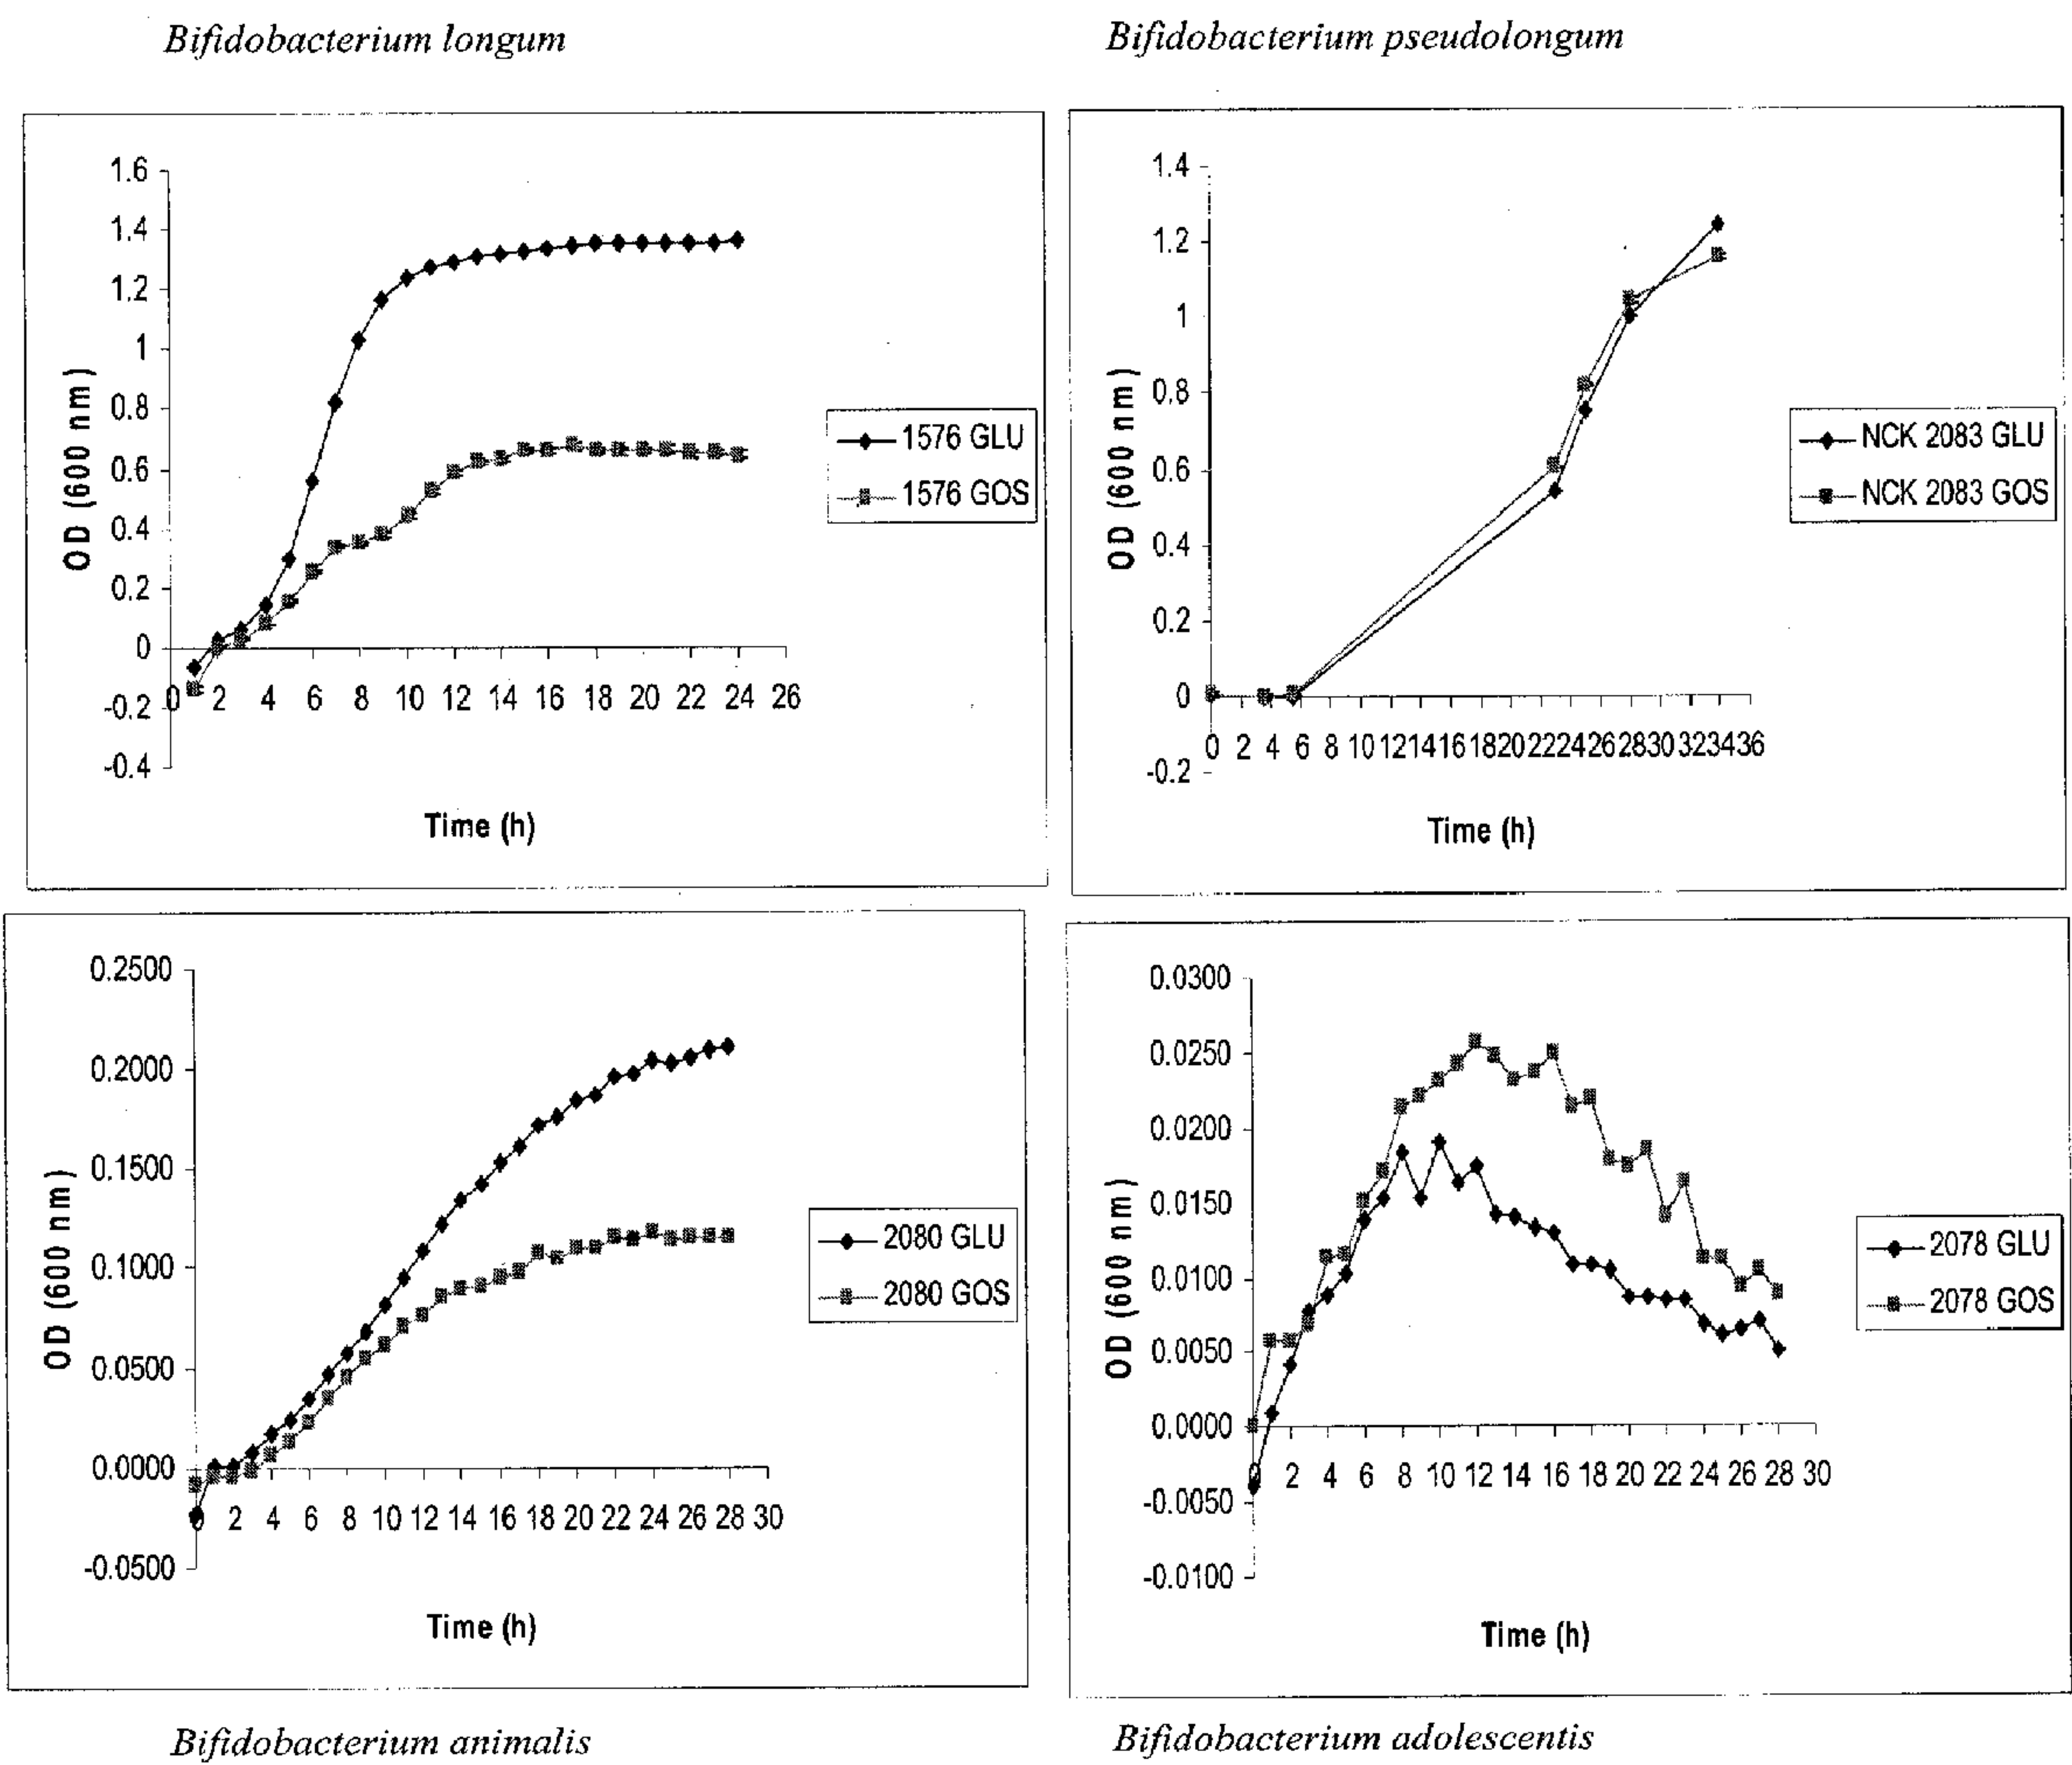 Bifidobacterium longum
Bifidobacterium pseudolongum
1.6
1.4
1.2
1
0.8
0.6
0.4
0.2
0
-0.2
-0.4
OD (600 nm)
0 2 4 6 8 10 12 14 16 18 20 22 24 26
Time (h)
1576 GLU
1576 GOS
1.4
1.2
1
0.8
0.6
0.4
0.2
0
-0.2
OD (600 nm)
0 2 4 6 8 10 12 14 16 18 20 22 24 26 28 30 32 34 36
Time (h)
NCK 2083 GLU
NCK 2083 GOS
0.2500
0.2000
0.1500
0.1000
0.0500
0.0000
-0.0500
OD (600 nm)
0 2 4 6 8 10 12 14 16 18 20 22 24 26 28 30
Time (h)
2080 GLU
2080 GOS
0.0300
0.0250
0.0200
0.0150
0.0100
0.0050
0.0000
-0.0050
-0.0100
OD (600 nm)
0 2 4 6 8 10 12 14 16 18 20 22 24 26 28 30
Time (h)
2078 GLU
2078 GOS
Bifidobacterium animalis
Bifidobacterium adolescentis